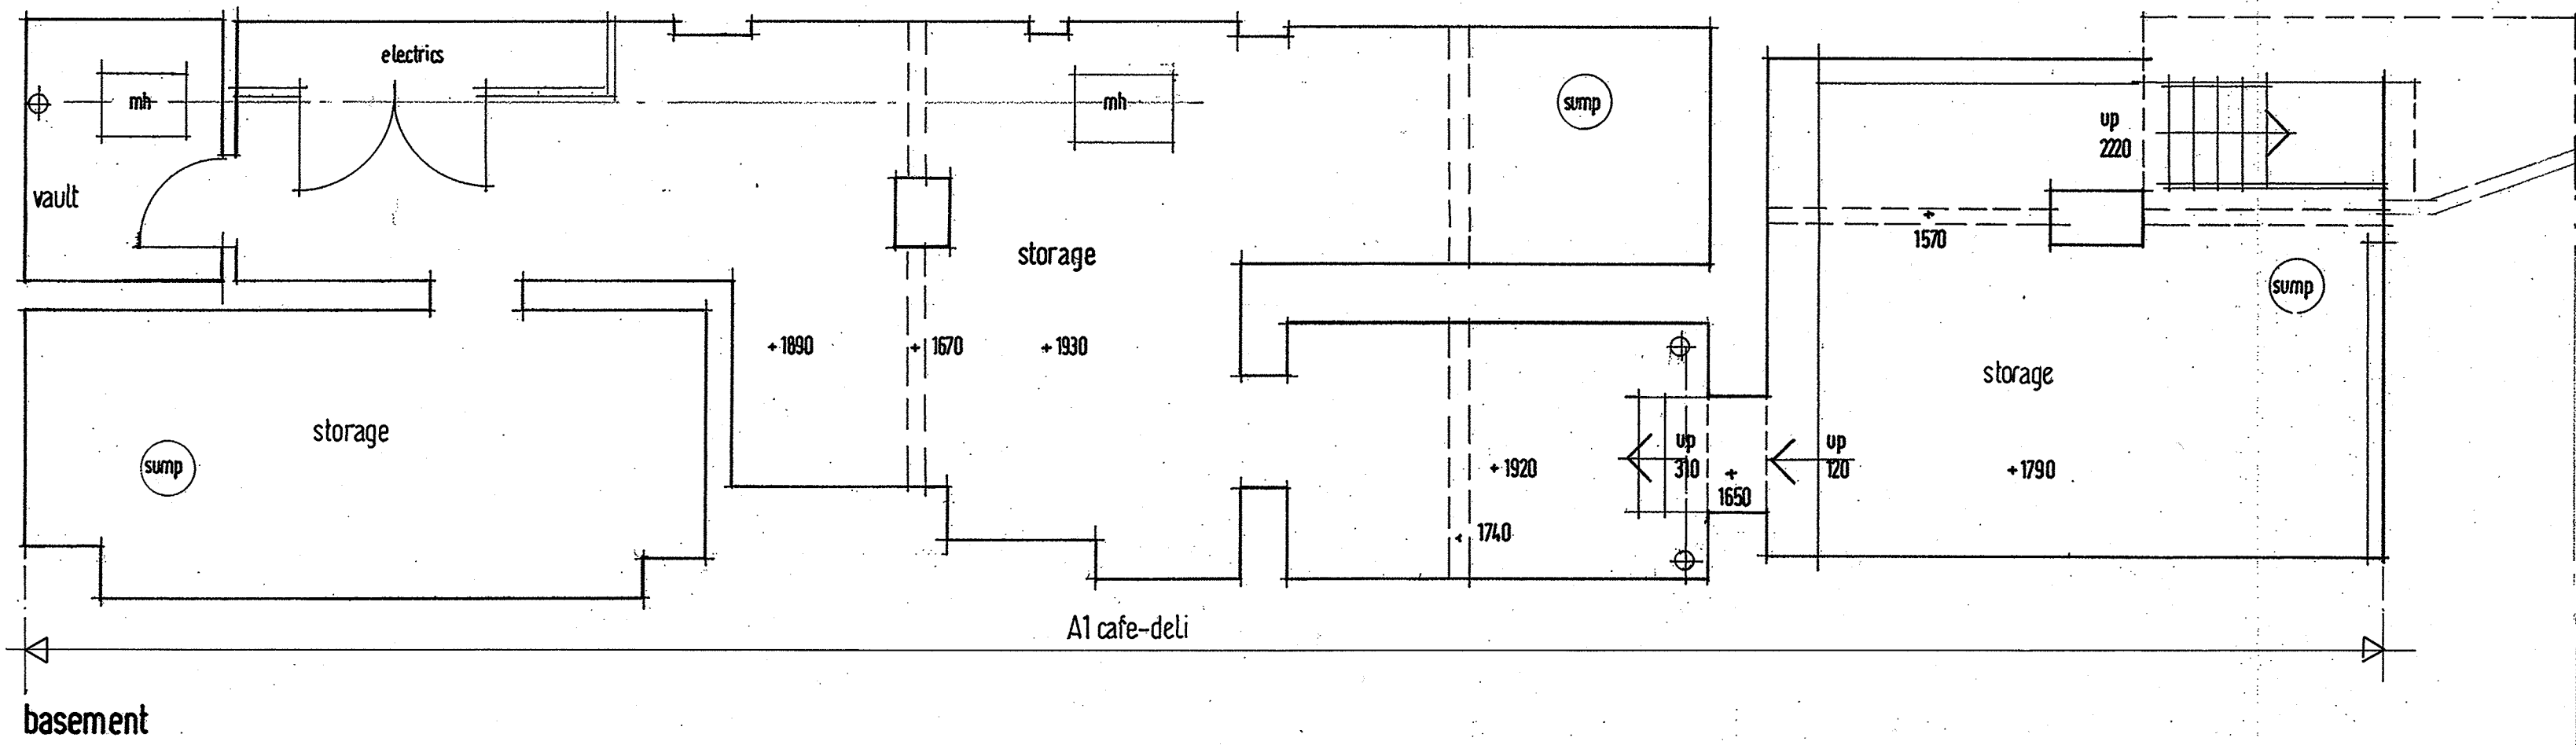 electrics
mh
mh
sump
up
2220
vault
storage
1570
sump
+1890
+1670
+1930
storage
storage
sump
up
310
up
120
+1920
+
1650
+1790
1740
A1 cafe-deli
basement